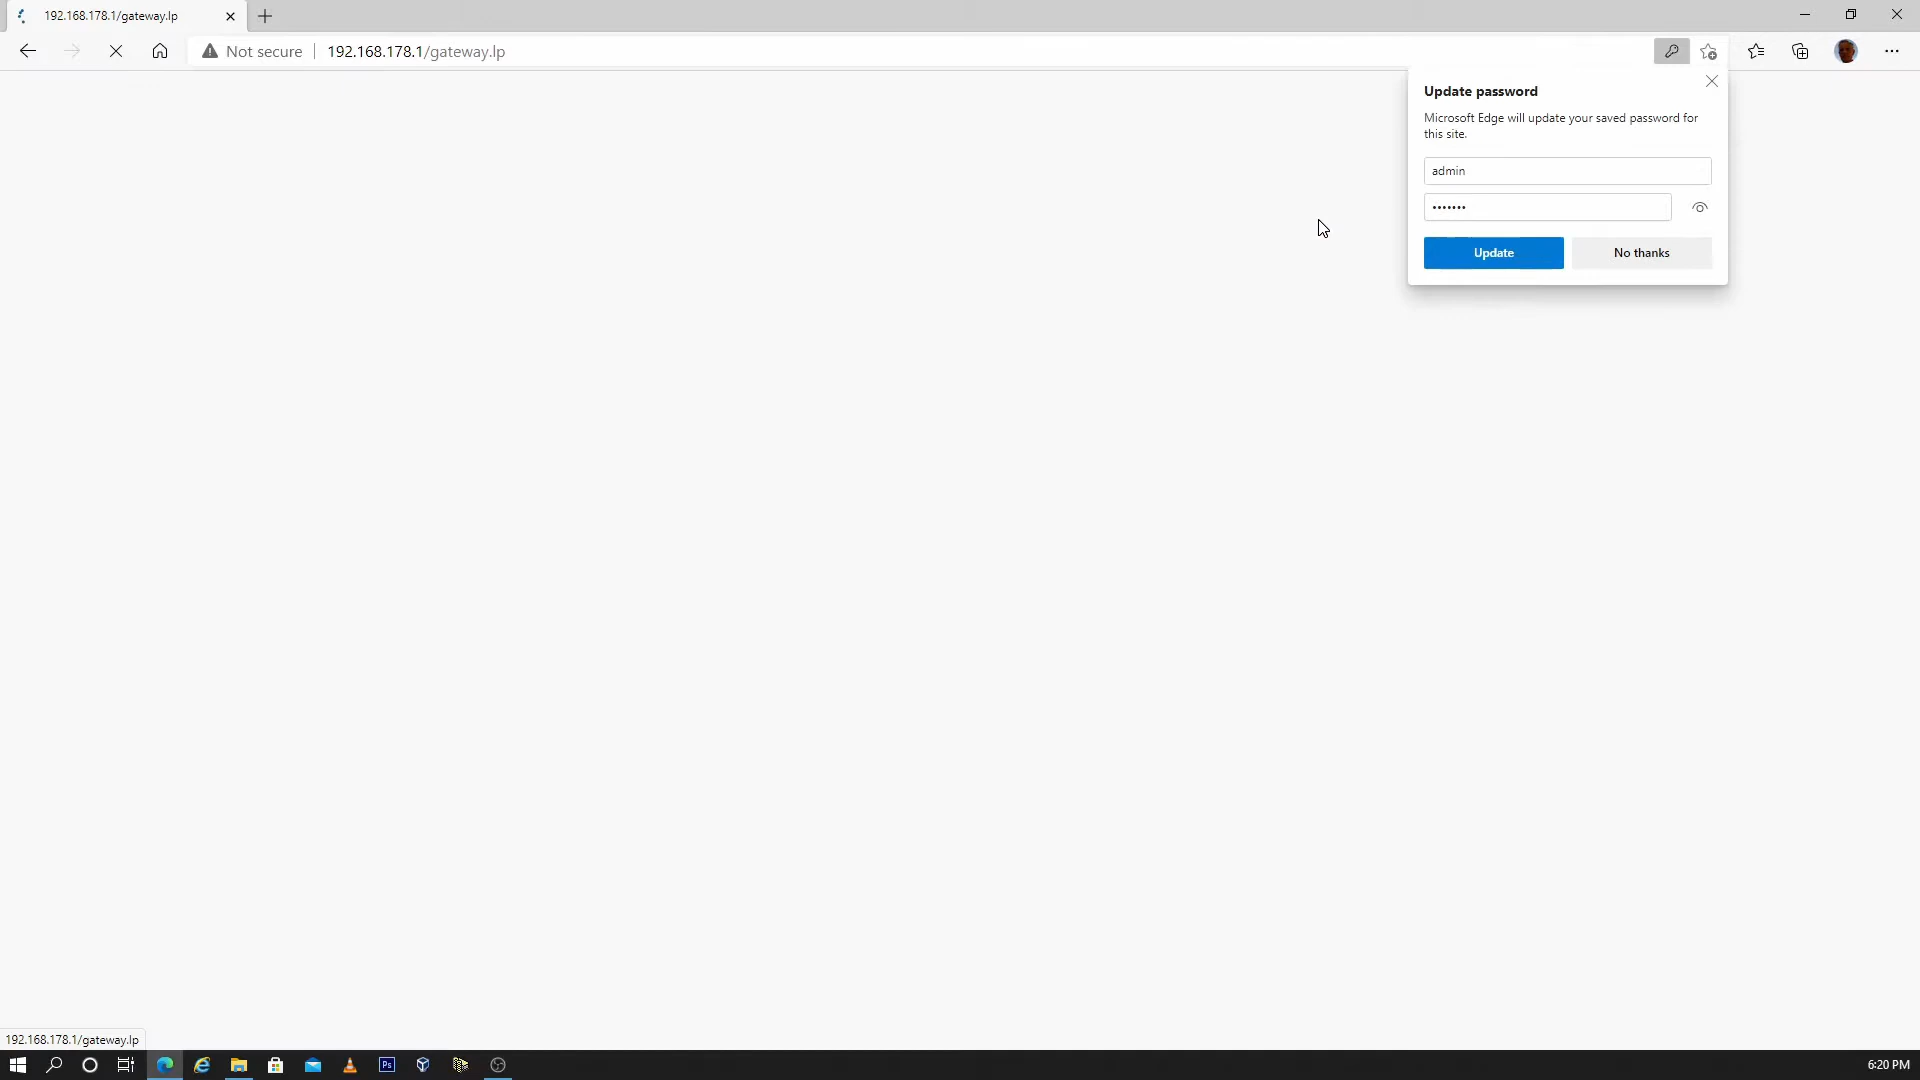 192.168.178.1/gateway.lp
Not secure
192.168.178.1/gateway.lp
Update password
Microsoft Edge will update your saved password for
this site.
admin
•••••••
Update
No thanks
192.168.178.1/gateway.lp
Ps
6:20 PM